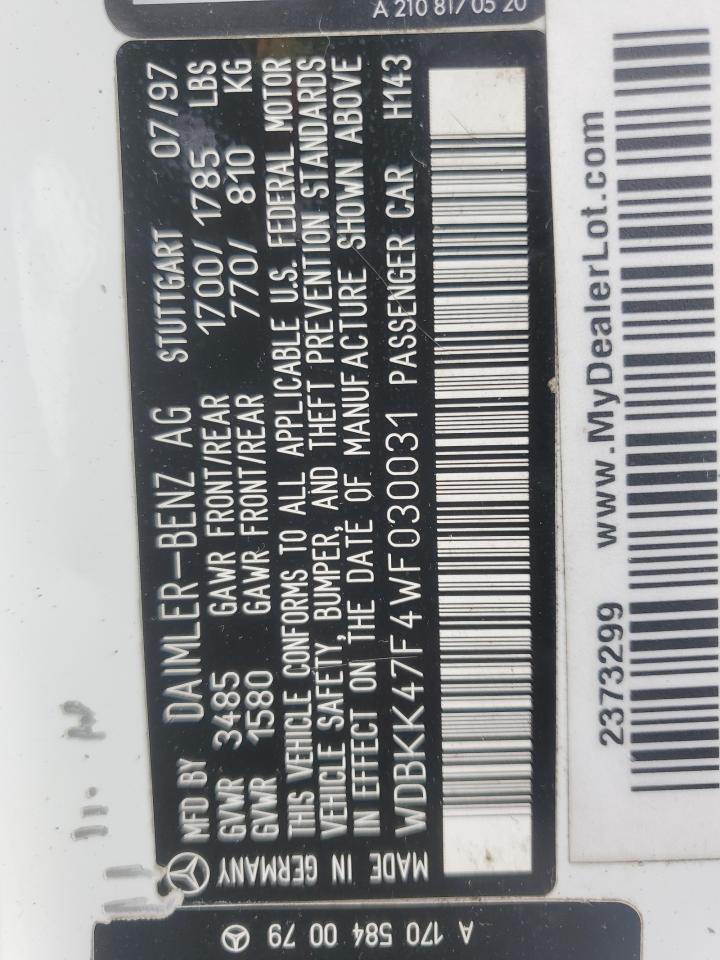 A 210 817 05 20
MFD BY DAIMLER-BENZ AG STUTTGART 07/97
GVWR 3485 GAWR FRONT/REAR 1700/ 1785 LBS
GVWR 1580 GAWR FRONT/REAR 770/ 810 KG
THIS VEHICLE CONFORMS TO ALL APPLICABLE U.S. FEDERAL MOTOR
VEHICLE SAFETY, BUMPER, AND THEFT PREVENTION STANDARDS
IN EFFECT ON THE DATE OF MANUFACTURE SHOWN ABOVE
WDBKK47F4WF030031 PASSENGER CAR H143
MADE IN GERMANY
2373299 www.MyDealerLot.com
A 170 584 00 79